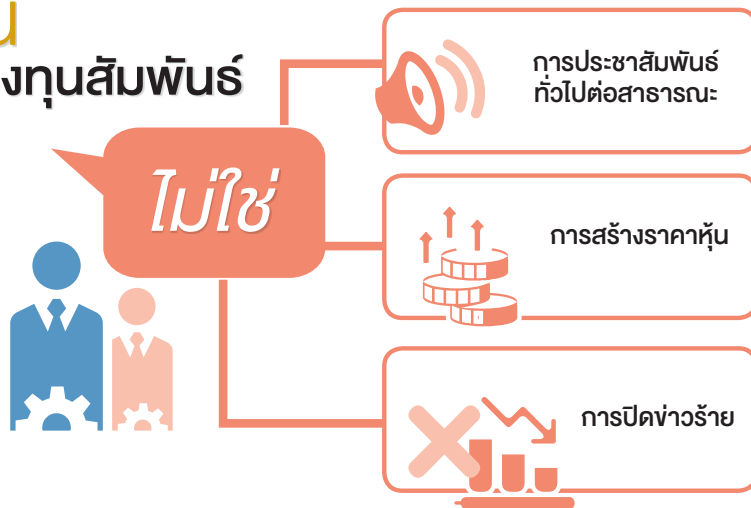 งทุนสัมพันธ์
ไม่ใช่
การประชาสัมพันธ์
ทั่วไปต่อสาธารณะ
การสร้างราคาหุ้น
การปิดข่าวร้าย